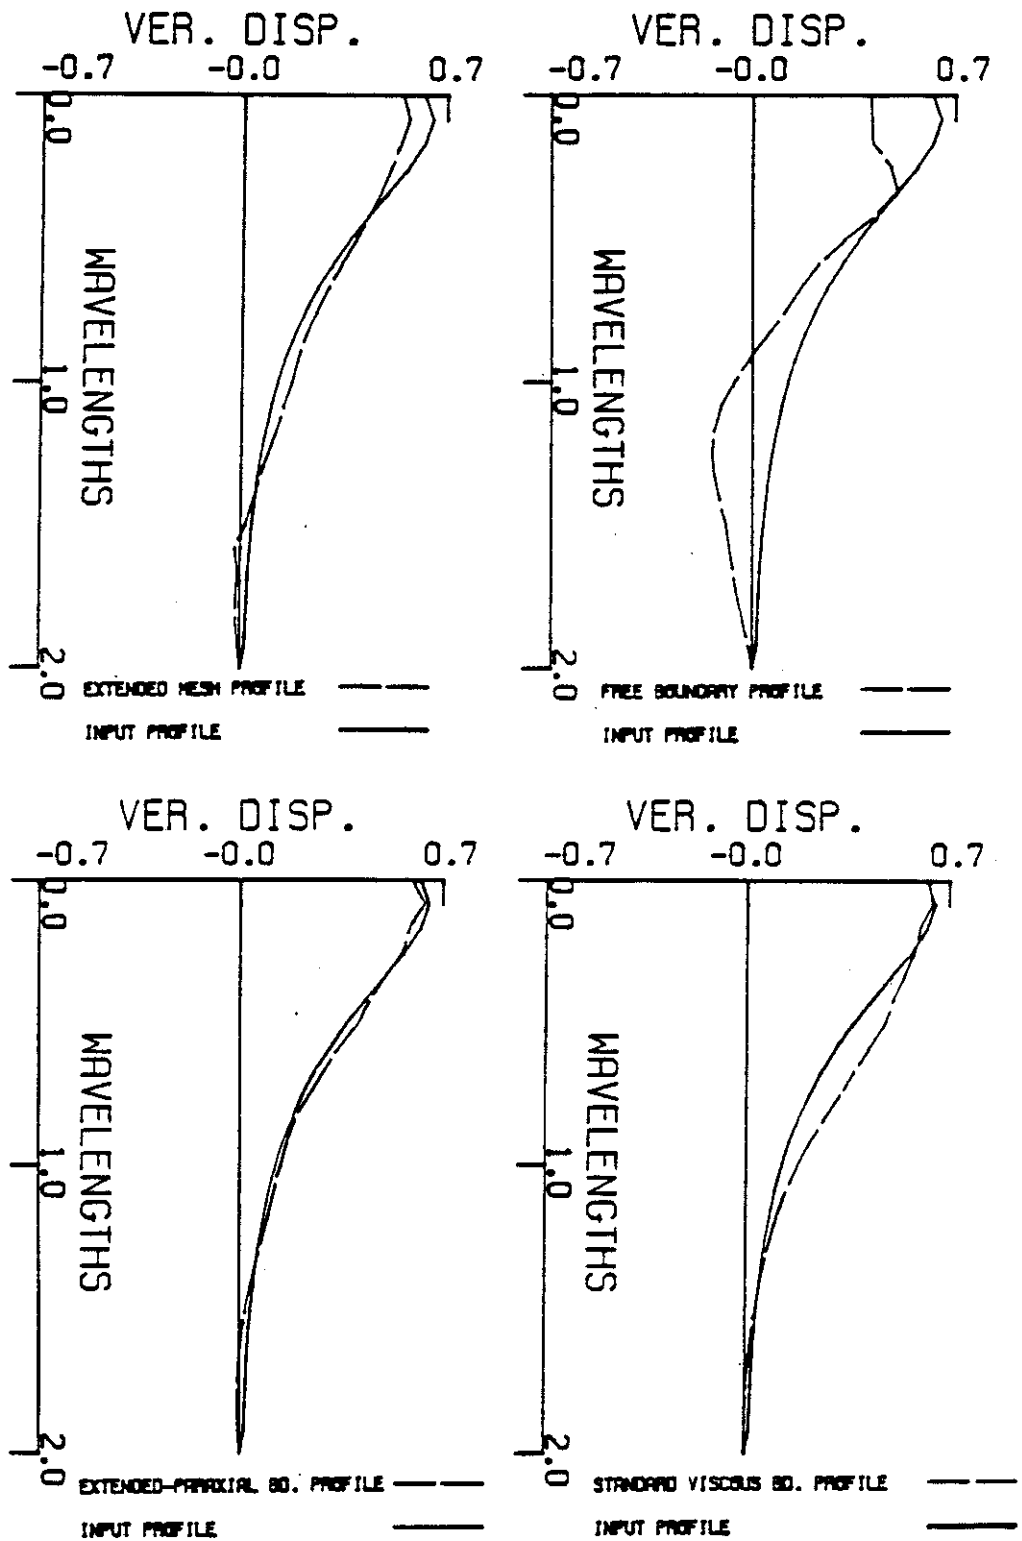 VER. DISP.
-0.7 -0.0 0.7
0.0
WAVELENGTHS
1.0
2.0
EXTENDED MESH PROFILE
INPUT PROFILE
VER. DISP.
-0.7 -0.0 0.7
0.0
WAVELENGTHS
1.0
2.0
FREE BOUNDARY PROFILE
INPUT PROFILE
VER. DISP.
-0.7 -0.0 0.7
0.0
WAVELENGTHS
1.0
2.0
EXTENDED-PARAXIAL BD. PROFILE
INPUT PROFILE
VER. DISP.
-0.7 -0.0 0.7
0.0
WAVELENGTHS
1.0
2.0
STANDARD VISCOUS BD. PROFILE
INPUT PROFILE